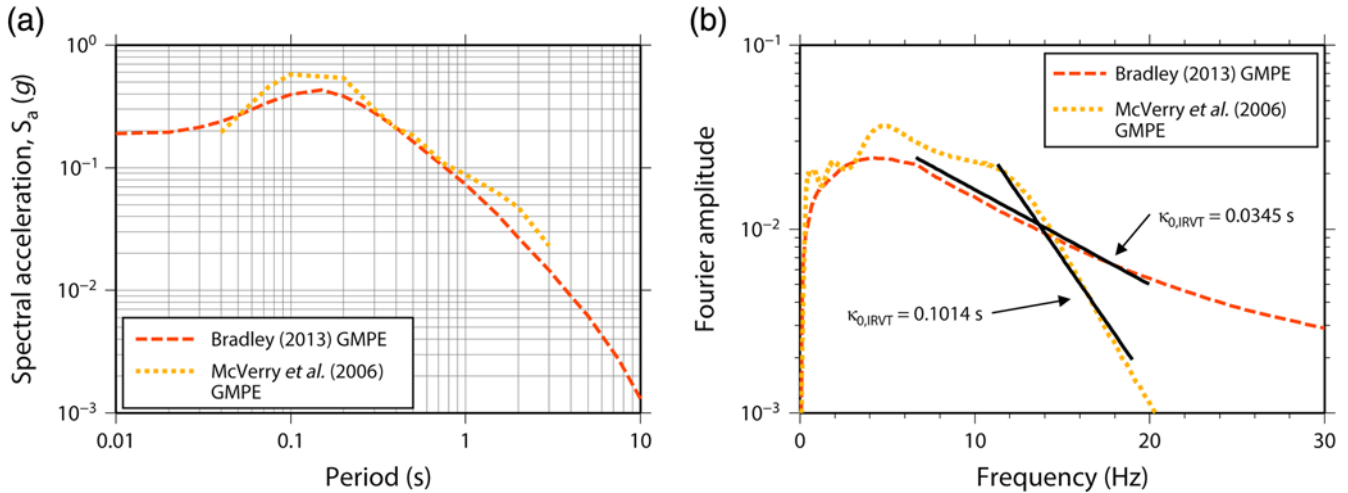 (a)
Spectral acceleration, Sₐ (g)
10⁰
10⁻¹
10⁻²
10⁻³
Bradley (2013) GMPE
McVerry et al. (2006)
GMPE
0.01
0.1
1
10
Period (s)
(b)
Fourier amplitude
10⁻¹
10⁻²
10⁻³
Bradley (2013) GMPE
McVerry et al. (2006)
GMPE
κ₀,IRVT = 0.0345 s
κ₀,IRVT = 0.1014 s
0
10
20
30
Frequency (Hz)